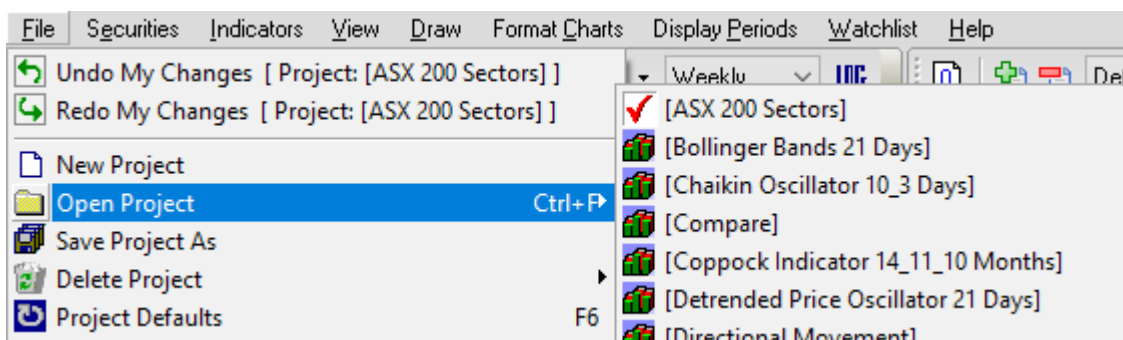 File Securities Indicators View Draw Format Charts Display Periods Watchlist Help
Undo My Changes [ Project: [ASX 200 Sectors] ]
Redo My Changes [ Project: [ASX 200 Sectors] ]
New Project
Open Project Ctrl+P
Save Project As
Delete Project
Project Defaults F6
Weekly LOG
[ASX 200 Sectors]
[Bollinger Bands 21 Days]
[Chaikin Oscillator 10_3 Days]
[Compare]
[Coppock Indicator 14_11_10 Months]
[Detrended Price Oscillator 21 Days]
[Directional Movement]